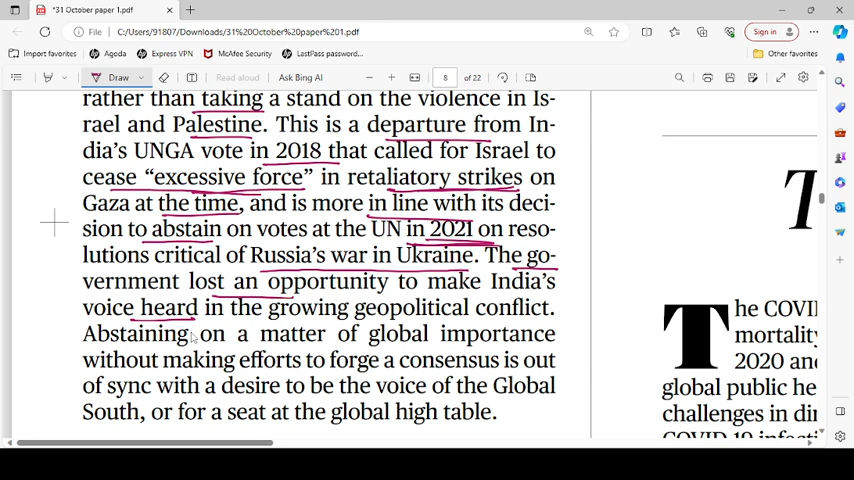 *31 October paper 1.pdf
File
C:/Users/91807/Downloads/31%20October%20paper%201.pdf
Sign in
Import favorites
Agoda
Express VPN
McAfee Security
LastPass password...
Other favorites
Draw
Read aloud
Ask Bing AI
8
of 22
rather than taking a stand on the violence in Is-
rael and Palestine. This is a departure from In-
dia's UNGA vote in 2018 that called for Israel to
cease "excessive force" in retaliatory strikes on
Gaza at the time, and is more in line with its deci-
sion to abstain on votes at the UN in 2021 on reso-
lutions critical of Russia's war in Ukraine. The go-
vernment lost an opportunity to make India's
voice heard in the growing geopolitical conflict.
Abstaining on a matter of global importance
without making efforts to forge a consensus is out
of sync with a desire to be the voice of the Global
South, or for a seat at the global high table.
T
The COVI
mortality
2020 and
global public he
challenges in dir
COVID 19 infecti